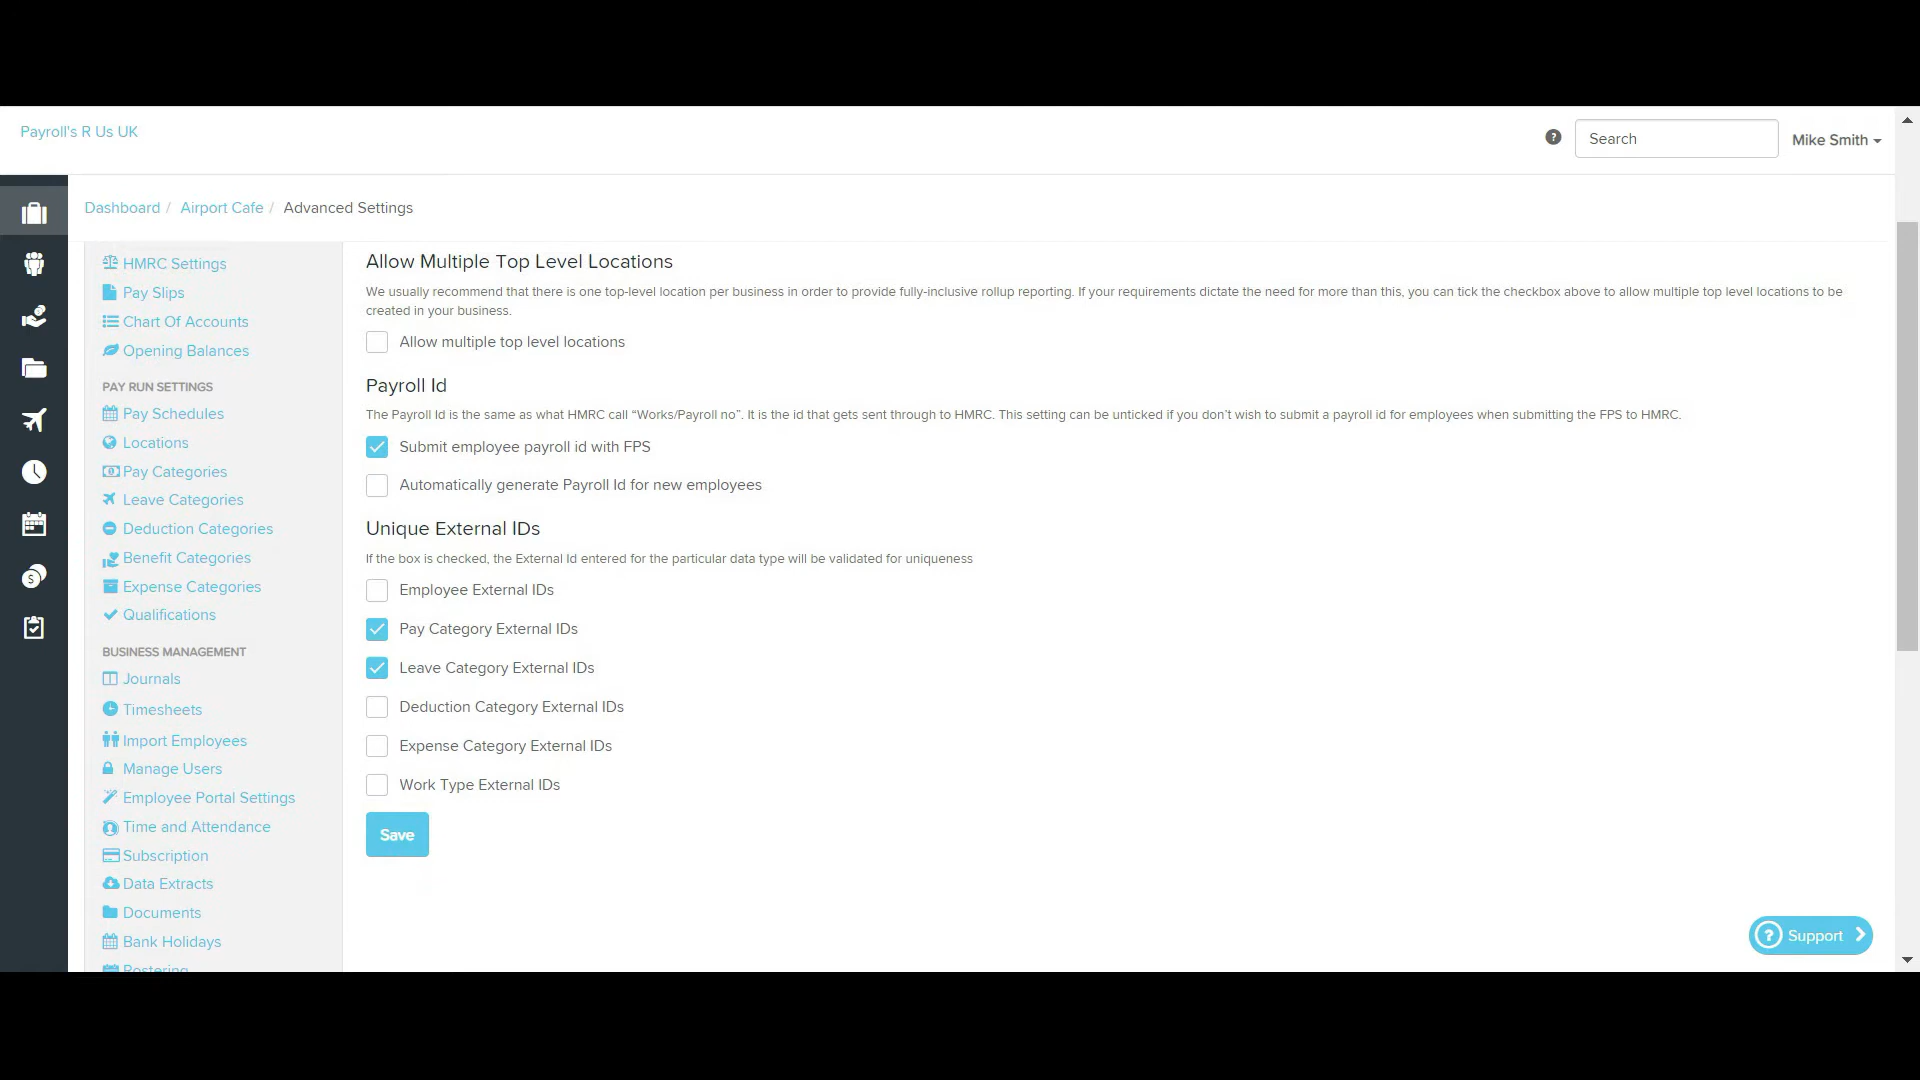 Payroll's R Us UK
?
Search
Mike Smith
Dashboard / Airport Cafe / Advanced Settings
HMRC Settings
Pay Slips
Chart Of Accounts
Opening Balances
PAY RUN SETTINGS
Pay Schedules
Locations
Pay Categories
Leave Categories
Deduction Categories
Benefit Categories
Expense Categories
Qualifications
BUSINESS MANAGEMENT
Journals
Timesheets
Import Employees
Manage Users
Employee Portal Settings
Time and Attendance
Subscription
Data Extracts
Documents
Bank Holidays
Rostering
Allow Multiple Top Level Locations
We usually recommend that there is one top-level location per business in order to provide fully-inclusive rollup reporting. If your requirements dictate the need for more than this, you can tick the checkbox above to allow multiple top level locations to be
created in your business.
Allow multiple top level locations
Payroll Id
The Payroll Id is the same as what HMRC call “Works/Payroll no”. It is the id that gets sent through to HMRC. This setting can be unticked if you don’t wish to submit a payroll id for employees when submitting the FPS to HMRC.
Submit employee payroll id with FPS
Automatically generate Payroll Id for new employees
Unique External IDs
If the box is checked, the External Id entered for the particular data type will be validated for uniqueness
Employee External IDs
Pay Category External IDs
Leave Category External IDs
Deduction Category External IDs
Expense Category External IDs
Work Type External IDs
Save
? Support